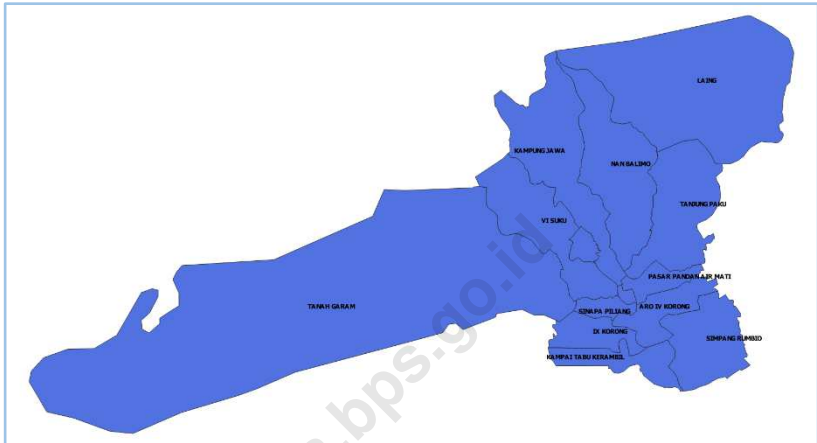 LAING
KAMPUNG JAWA
NAN BALIMO
TANJUNG PAKU
VI SUKU
PASAR PANDAN AIR MATI
TANAH GARAM
SINAPA PILIANG
ARO IV KORONG
IX KORONG
SIMPANG RUMBIO
KAMPAI TABU KERAMBIL
.bps.go.id